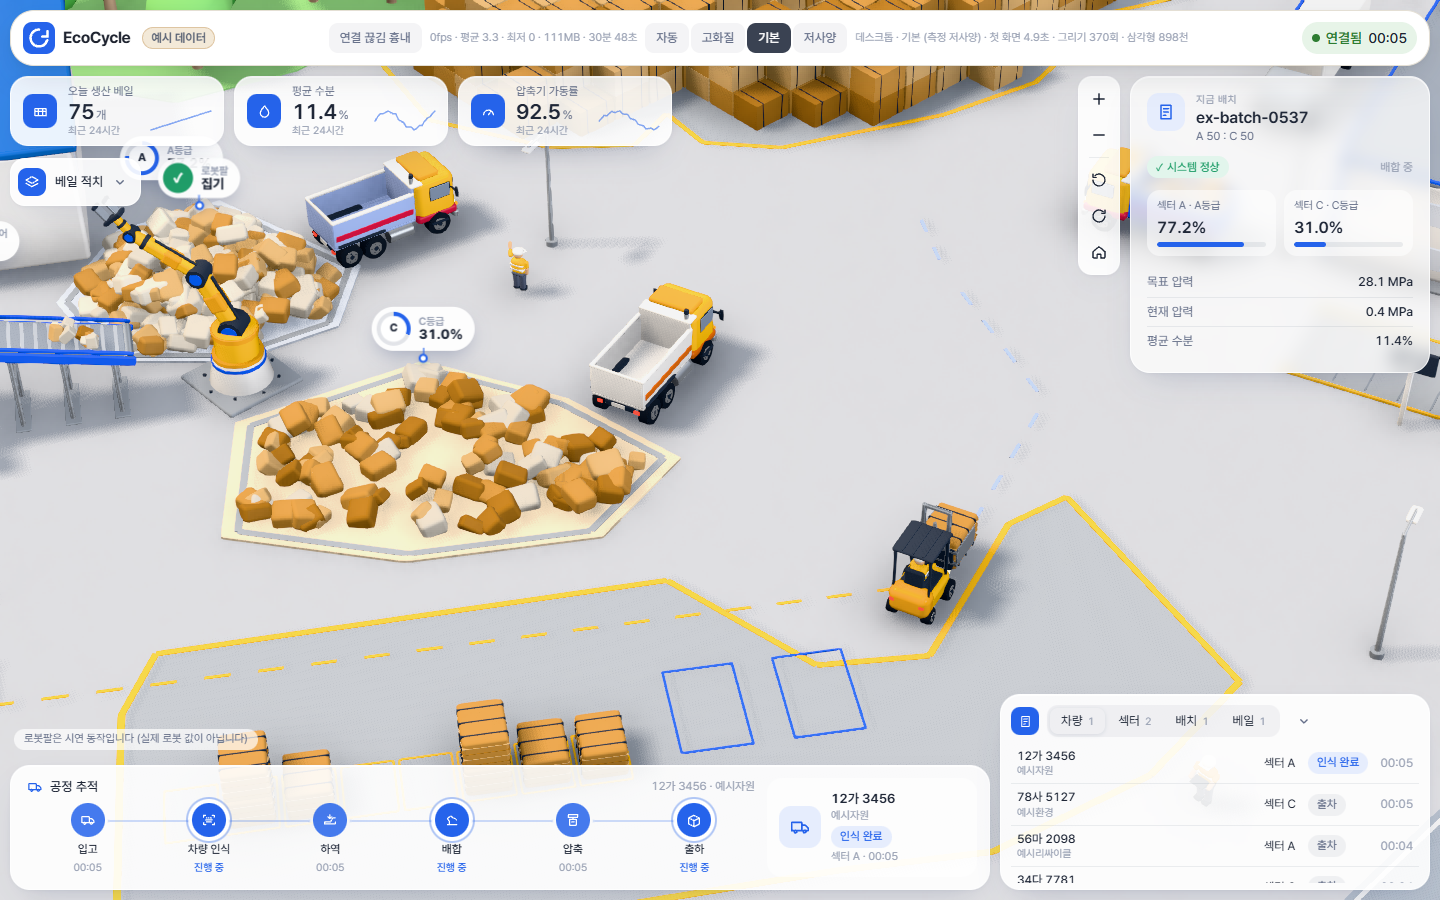 EcoCycle
예시 데이터
연결 끊김 흉내
0fps · 평균 3.3 · 최저 0 · 111MB · 30분 48초
자동
고화질
기본
저사양
데스크톱 · 기본 (측정 저사양) · 첫 화면 4.9초 · 그리기 370회 · 삼각형 898천
연결됨 00:05
오늘 생산 베일
75개
최근 24시간
평균 수분
11.4%
최근 24시간
압축기 가동률
92.5%
최근 24시간
베일 적치
A
A등급
로봇팔
집기
어
C
C등급
31.0%
지금 배치
ex-batch-0537
A 50 : C 50
✓ 시스템 정상
배합 중
섹터 A · A등급
77.2%
섹터 C · C등급
31.0%
목표 압력 28.1 MPa
현재 압력 0.4 MPa
평균 수분 11.4%
로봇팔은 시연 동작입니다 (실제 로봇 값이 아닙니다)
공정 추적
12가 3456 · 예시자원
입고
00:05
차량 인식
진행 중
하역
00:05
배합
진행 중
압축
00:05
출하
진행 중
12가 3456
예시자원
인식 완료
섹터 A · 00:05
차량 1
섹터 2
배치 1
베일 1
12가 3456
예시자원
섹터 A 인식 완료 00:05
78사 5127
예시환경
섹터 C 출차 00:05
56마 2098
예시리싸이클
섹터 A 출차 00:04
34다 7781